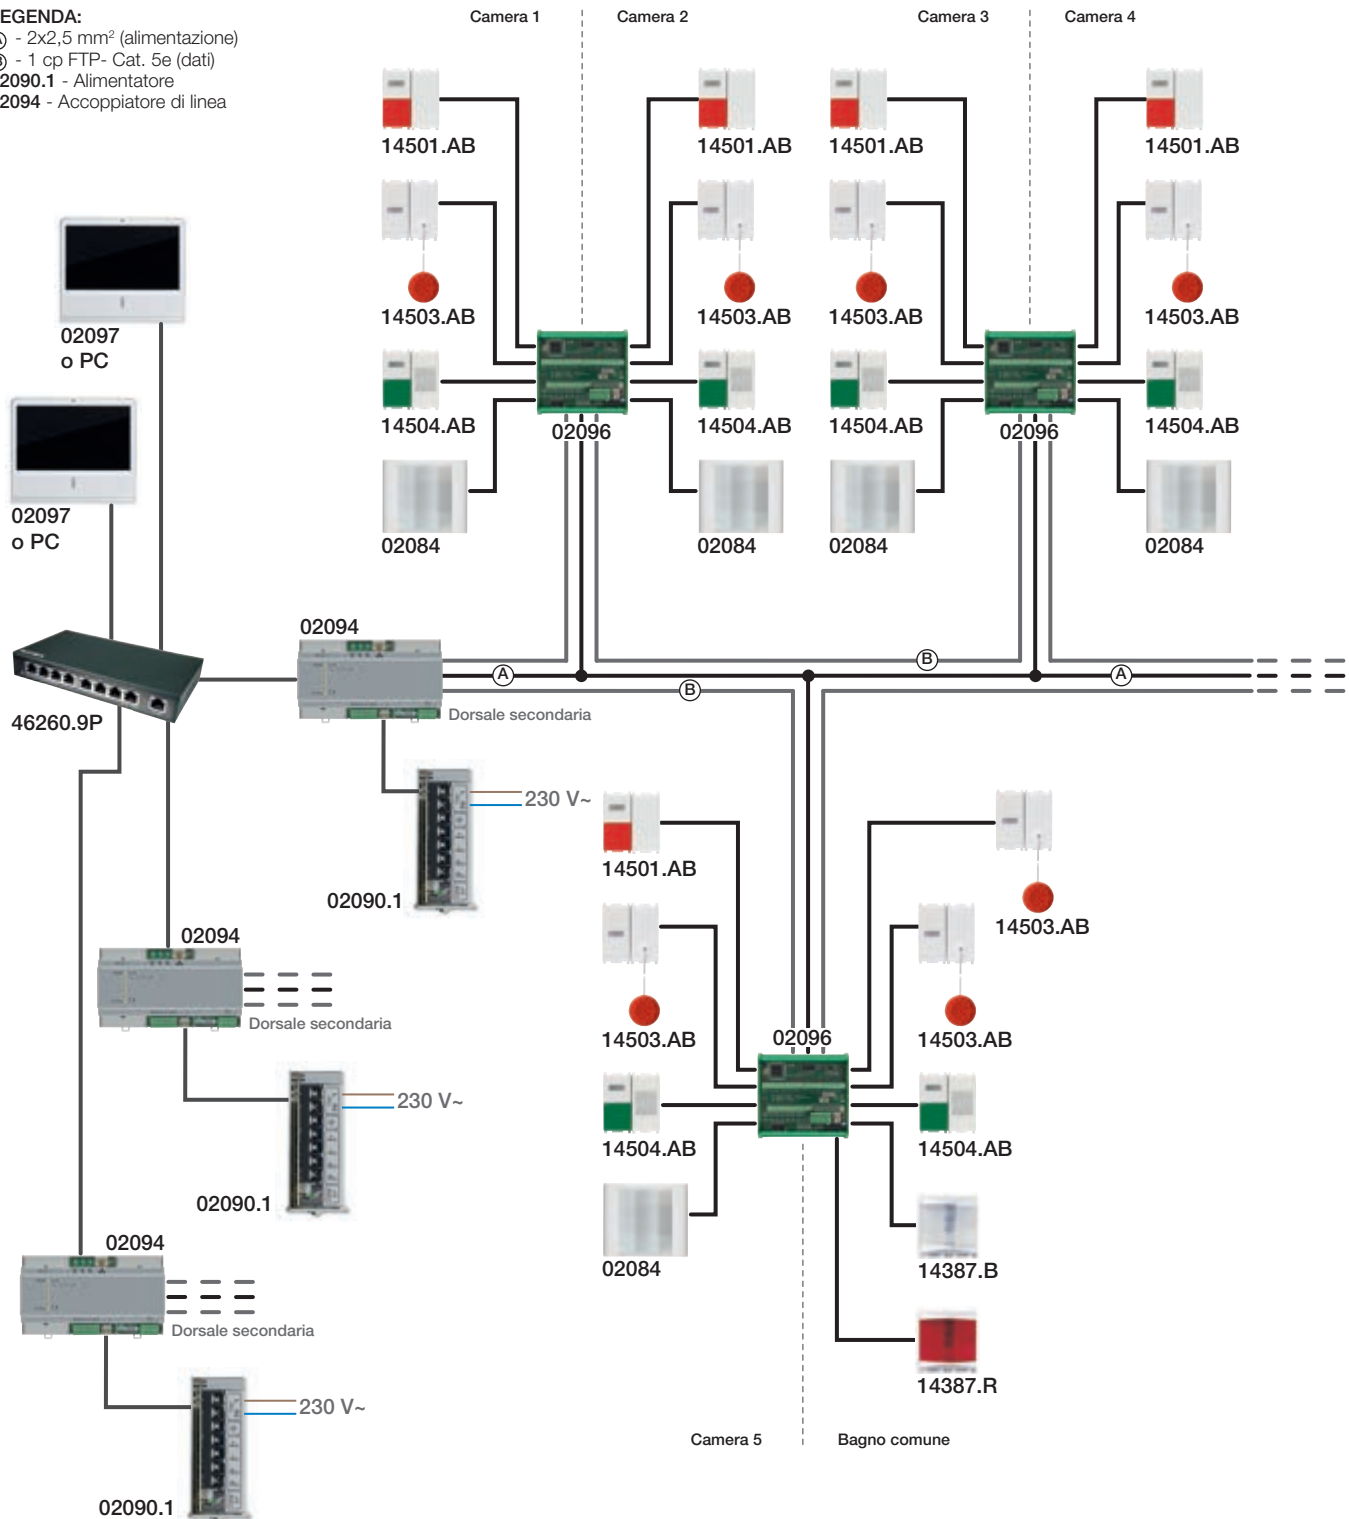 EGENDA:
A - 2x2,5 mm² (alimentazione)
B - 1 cp FTP- Cat. 5e (dati)
2090.1 - Alimentatore
2094 - Accoppiatore di linea
Camera 1
Camera 2
Camera 3
Camera 4
14501.AB
14501.AB
14501.AB
14501.AB
14503.AB
14503.AB
14503.AB
14503.AB
02097
o PC
14504.AB
02096
14504.AB
14504.AB
02096
14504.AB
02097
o PC
02084
02084
02084
02084
02094
B
A
A
B
46260.9P
Dorsale secondaria
230 V~
02090.1
14501.AB
14503.AB
02094
Dorsale secondaria
14503.AB
02096
14503.AB
230 V~
02090.1
14504.AB
14504.AB
02094
02084
14387.B
Dorsale secondaria
14387.R
230 V~
Camera 5
Bagno comune
02090.1